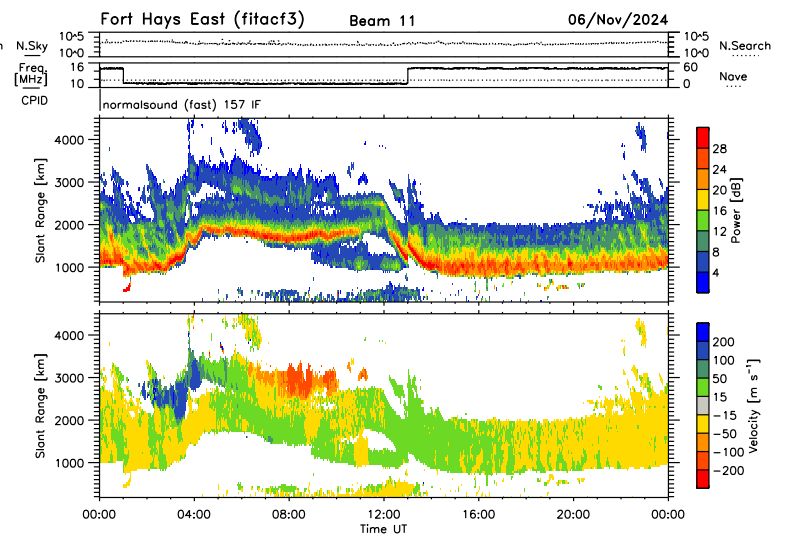 Fort Hays East (fitacf3) Beam 11 06/Nov/2024
N.Sky 10^5 10^0 10^5 10^0 N.Search
Freq. [MHz] 16 10 60 0 Nave
CPID normalsound (fast) 157 IF
Slant Range [km]
4000
3000
2000
1000
28
24
20
16
12
8
4
Power [dB]
Slant Range [km]
4000
3000
2000
1000
200
100
50
15
-15
-50
-100
-200
Velocity [m s⁻¹]
00:00 04:00 08:00 12:00 16:00 20:00 00:00
Time UT